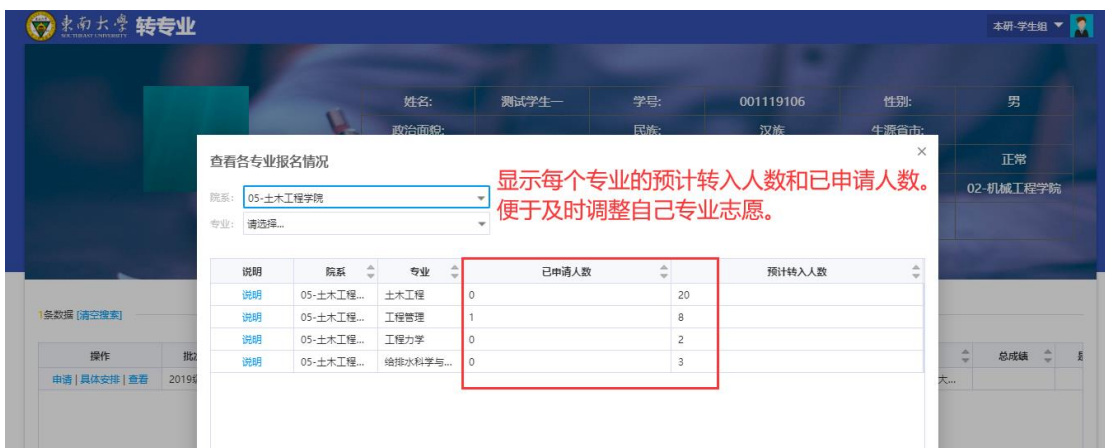 東南大學 转专业
SOUTHEAST UNIVERSITY
本研-学生组
姓名: 测试学生一 学号: 001119106 性别: 男
政治面貌: 民族: 汉族 生源省市:
正常
02-机械工程学院
查看各专业报名情况
×
显示每个专业的预计转入人数和已申请人数。
便于及时调整自己专业志愿。
院系: 05-土木工程学院
专业: 请选择...
说明 院系 专业 已申请人数 预计转入人数
说明 05-土木工程... 土木工程 0 20
说明 05-土木工程... 工程管理 1 8
说明 05-土木工程... 工程力学 0 2
说明 05-土木工程... 给排水科学与... 0 3
1条数据 [清空搜索]
操作 总成绩
申请 | 具体安排 | 查看 2019 大...